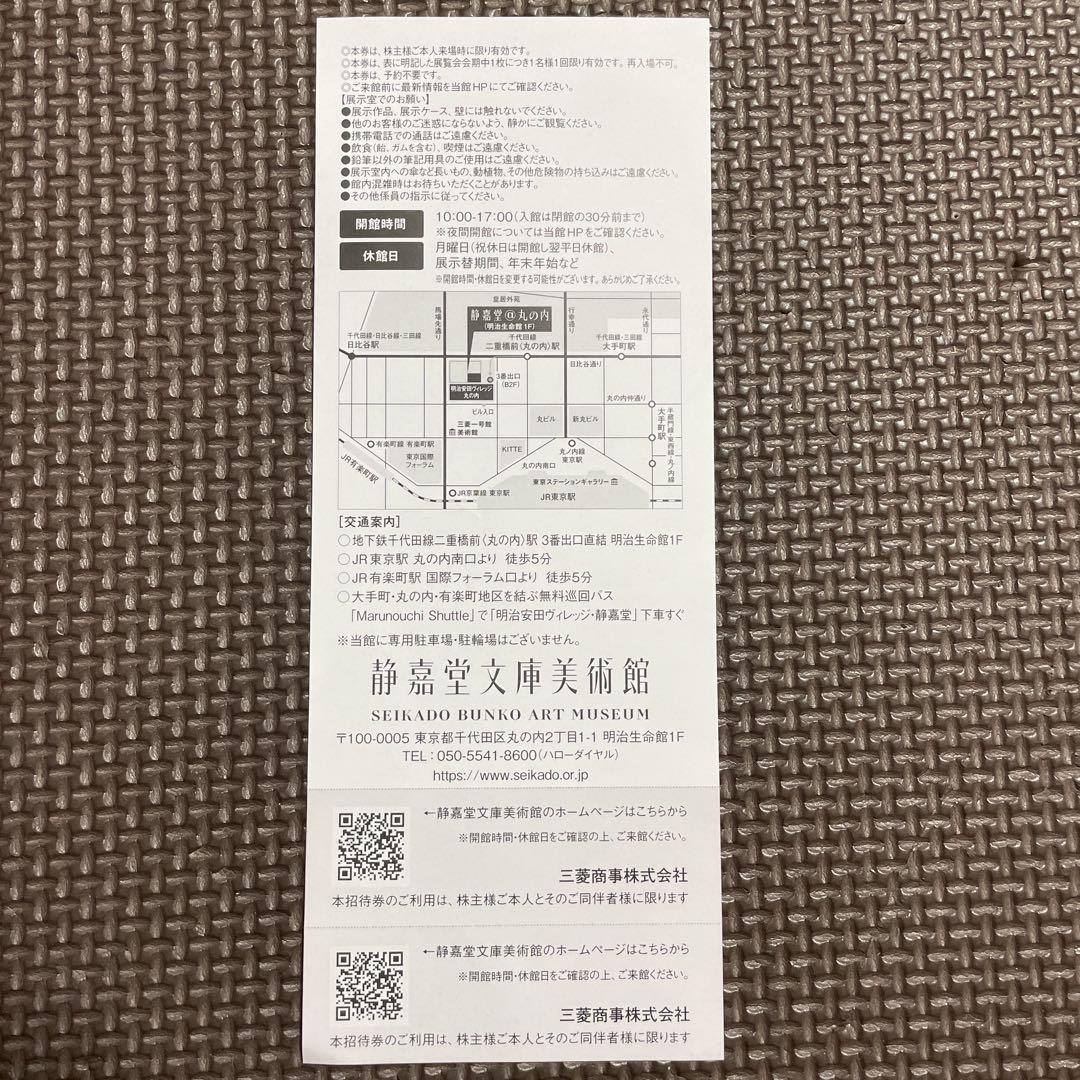 ◎本券は、株主様ご本人来場時に限り有効です。
◎本券は、表に明記した展覧会会期中1枚につき1名様1回限り有効です。再入場不可。
◎本券は、予約不要です。
◎ご来館前に最新情報を当館HPにてご確認ください。
【展示室でのお願い】
●展示作品、展示ケース、壁には触れないでください。
●他のお客様のご迷惑にならないよう、静かにご観覧ください。
●携帯電話での通話はご遠慮ください。
●飲食(飴、ガムを含む)、喫煙はご遠慮ください。
●鉛筆以外の筆記用具のご使用はご遠慮ください。
●展示室内への傘など長いもの、動植物、その他危険物の持ち込みはご遠慮ください。
●館内混雑時はお待ちいただくことがあります。
●その他係員の指示に従ってください。
開館時間
10:00-17:00(入館は閉館の30分前まで)
※夜間開館については当館HPをご確認ください。
休館日
月曜日(祝休日は開館し翌平日休館)、
展示替期間、年末年始など
※開館時間・休館日を変更する可能性がございます。あらかじめご了承ください。
皇居外苑
馬場先通り
静嘉堂@丸の内
(明治生命館1F)
行幸通り
永代通り
千代田線・日比谷線・三田線
日比谷駅
千代田線
二重橋前〈丸の内〉駅
千代田線・三田線
大手町駅
日比谷通り
3番出口
(B2F)
明治安田ヴィレッジ
丸の内
丸の内仲通り
ビル入口
三菱一号館
美術館
丸ビル
新丸ビル
大手町駅
半蔵門線・東西線・丸ノ内線
有楽町線 有楽町駅
東京国際
フォーラム
KITTE
丸ノ内線
東京駅
丸の内南口
JR有楽町駅
東京ステーションギャラリー
JR京葉線 東京駅
JR東京駅
[交通案内]
○地下鉄千代田線二重橋前〈丸の内〉駅 3番出口直結 明治生命館1F
○JR東京駅 丸の内南口より 徒歩5分
○JR有楽町駅 国際フォーラム口より 徒歩5分
○大手町・丸の内・有楽町地区を結ぶ無料巡回バス
「Marunouchi Shuttle」で「明治安田ヴィレッジ・静嘉堂」下車すぐ
※当館に専用駐車場・駐輪場はございません。
静嘉堂文庫美術館
SEIKADO BUNKO ART MUSEUM
〒100-0005 東京都千代田区丸の内2丁目1-1 明治生命館1F
TEL:050-5541-8600(ハローダイヤル)
https://www.seikado.or.jp
←静嘉堂文庫美術館のホームページはこちらから
※開館時間・休館日をご確認の上、ご来館ください。
三菱商事株式会社
本招待券のご利用は、株主様ご本人とそのご同伴者様に限ります
←静嘉堂文庫美術館のホームページはこちらから
※開館時間・休館日をご確認の上、ご来館ください。
三菱商事株式会社
本招待券のご利用は、株主様ご本人とそのご同伴者様に限ります